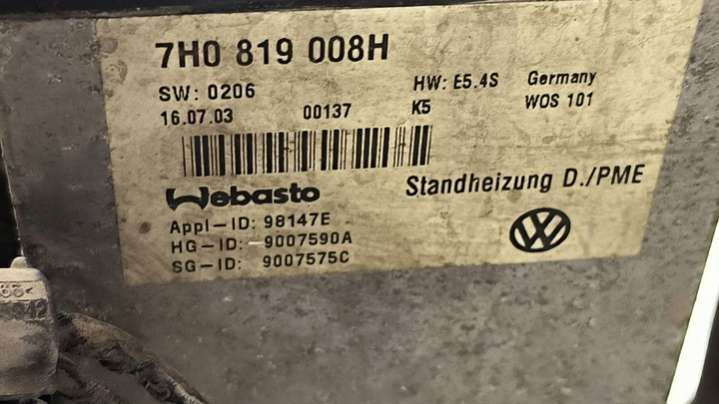 7H0 819 008H
SW: 0206 HW: E5.4S Germany
16.07.03 00137 K5 WOS 101
Webasto Standheizung D./PME
Appl-ID: 98147E
HG-ID: 9007590A
SG-ID: 9007575C